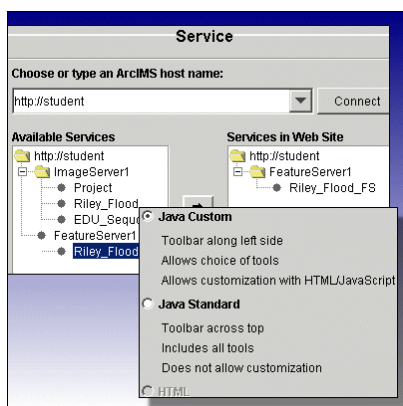 Service
Choose or type an ArcIMS host name:
http://student
Connect
Available Services
http://student
ImageServer1
Project
Riley_Flood
EDU_Sequ
FeatureServer1
Riley_Flood
Services in Web Site
http://student
FeatureServer1
Riley_Flood_FS
Java Custom
Toolbar along left side
Allows choice of tools
Allows customization with HTML/JavaScript
Java Standard
Toolbar across top
Includes all tools
Does not allow customization
HTML